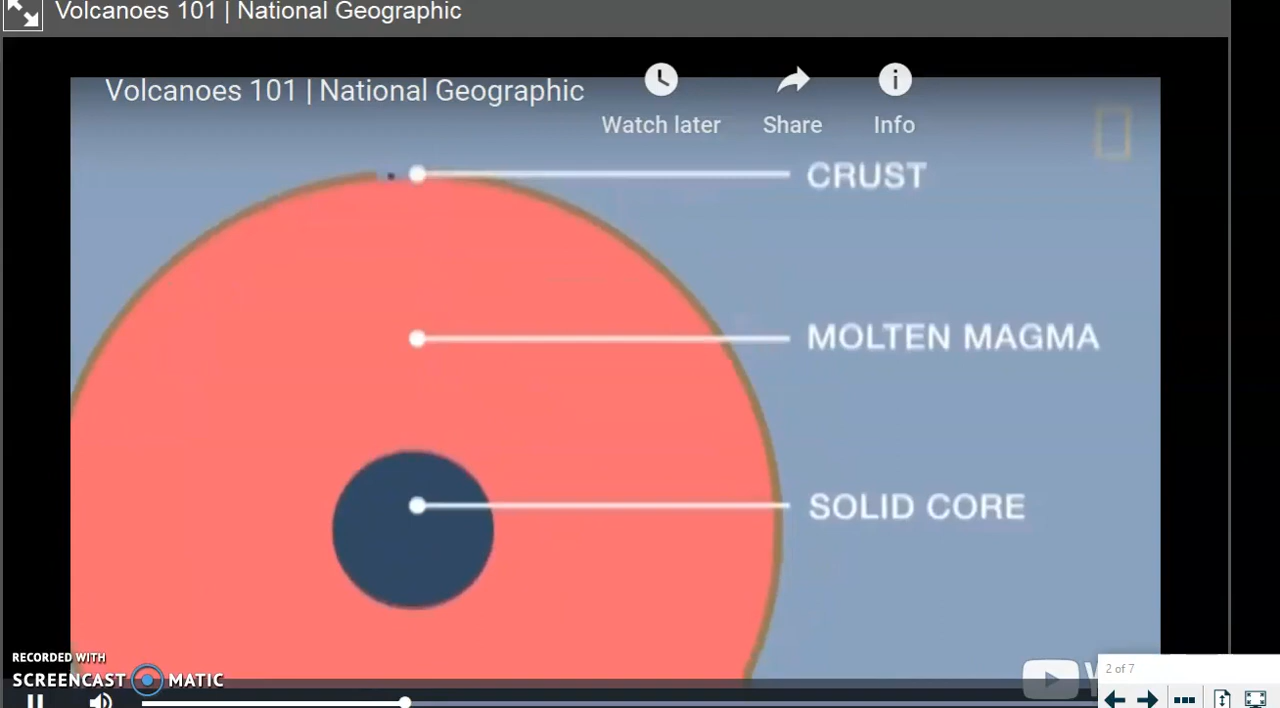 Volcanoes 101 | National Geographic
Volcanoes 101 | National Geographic
Watch later
Share
Info
CRUST
MOLTEN MAGMA
SOLID CORE
RECORDED WITH
SCREENCAST MATIC
2 of 7